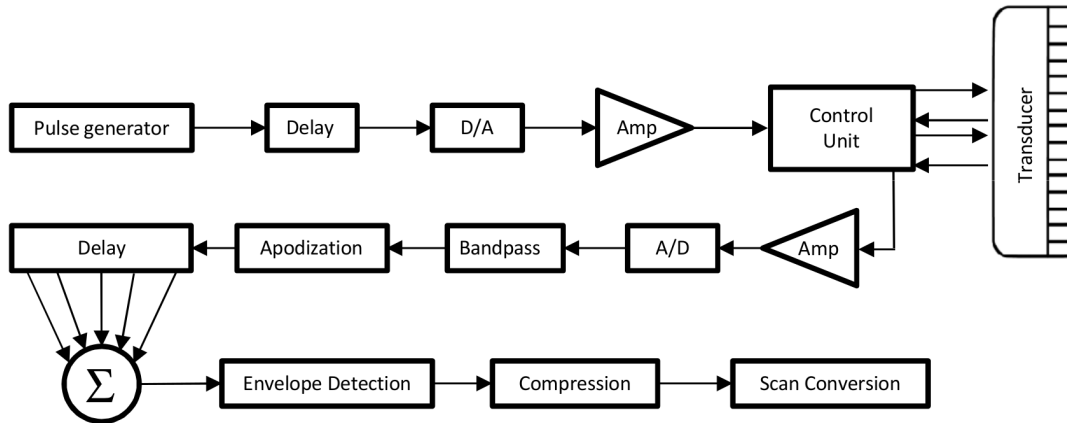 Pulse generator
Delay
D/A
Amp
Control
Unit
Transducer
Delay
Apodization
Bandpass
A/D
Amp
Σ
Envelope Detection
Compression
Scan Conversion